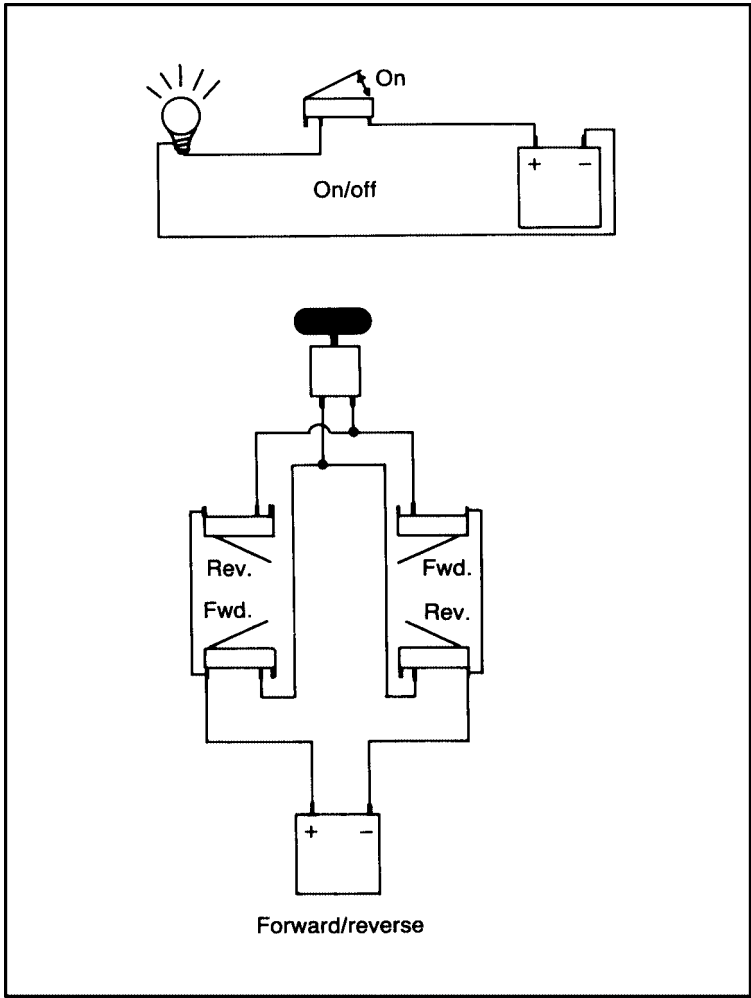 On
On/off
+ −
Rev. Fwd.
Fwd. Rev.
+ −
Forward/reverse